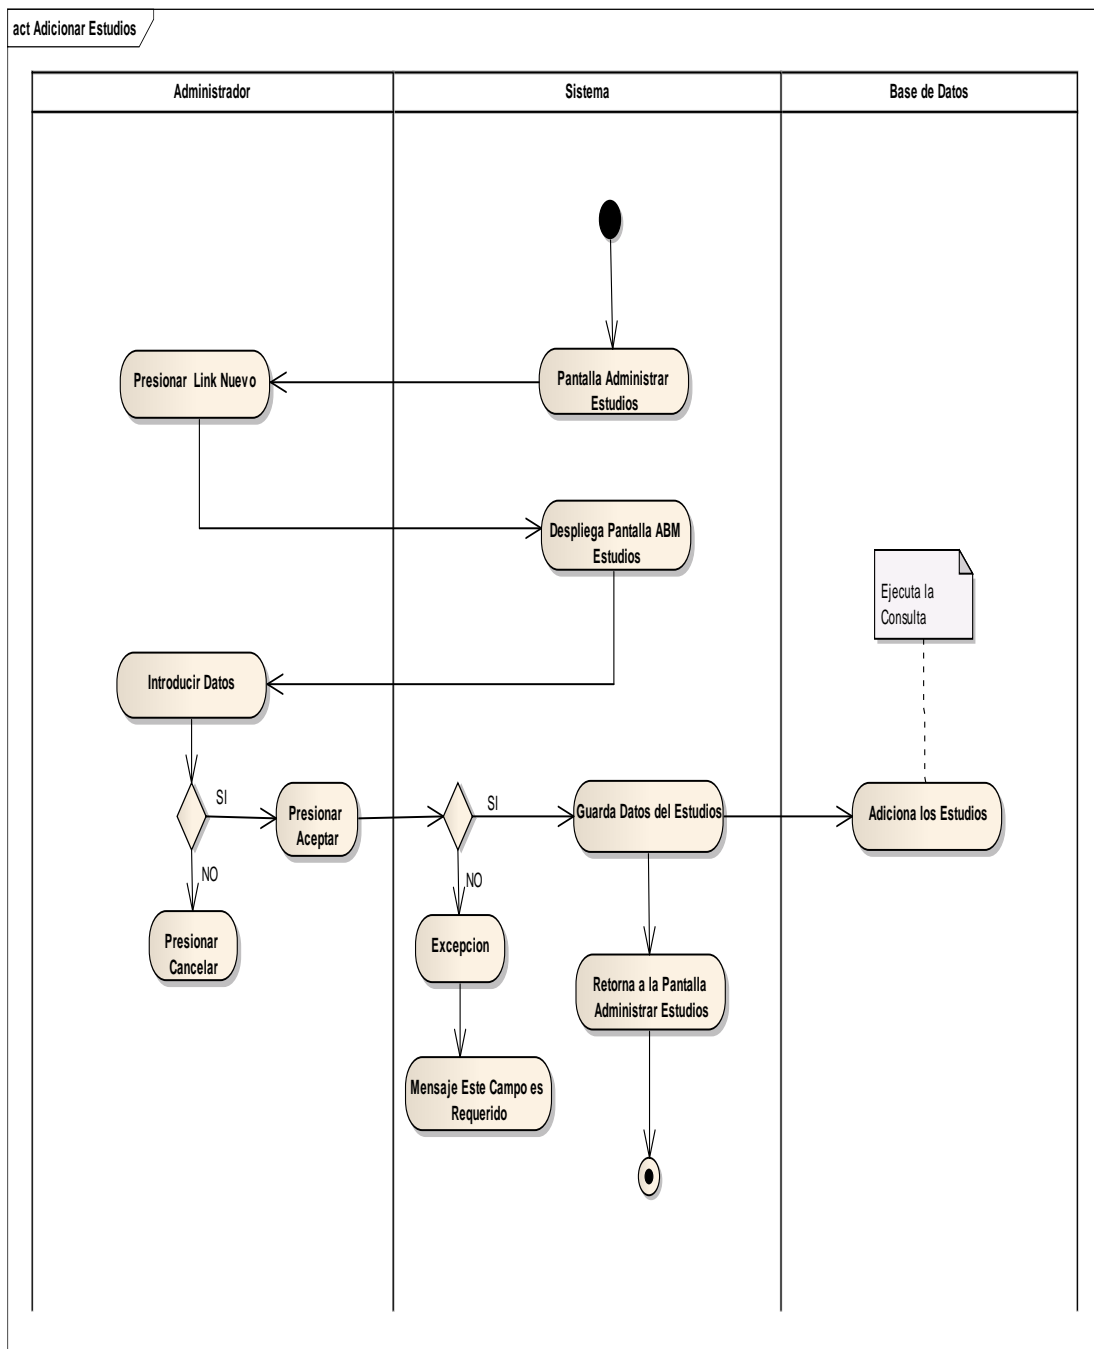 act Adicionar Estudios
Administrador
Sistema
Base de Datos
Presionar Link Nuevo
Pantalla Administrar
Estudios
Despliega Pantalla ABM
Estudios
Ejecuta la
Consulta
Introducir Datos
SI
Presionar
Aceptar
SI
Guarda Datos del Estudios
Adiciona los Estudios
NO
NO
Presionar
Cancelar
Excepcion
Retorna a la Pantalla
Administrar Estudios
Mensaje Este Campo es
Requerido